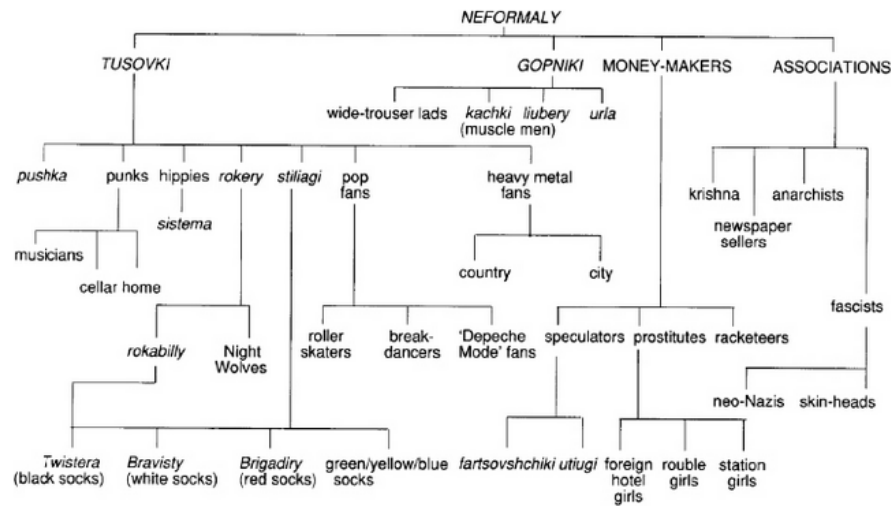 NEFORMALY
TUSOVKI GOPNIKI MONEY-MAKERS ASSOCIATIONS
wide-trouser lads kachki liubery urla
(muscle men)
pushka punks hippies rokery stiliagi pop heavy metal
fans fans
krishna anarchists
sistema
newspaper
sellers
musicians
cellar home
country city
fascists
roller break- 'Depeche speculators prostitutes racketeers
skaters dancers Mode' fans
rokabilly Night
Wolves
neo-Nazis skin-heads
Twistera Bravisty Brigadiry green/yellow/blue fartsovshchiki utiugi foreign rouble station
(black socks) (white socks) (red socks) socks hotel girls girls
girls